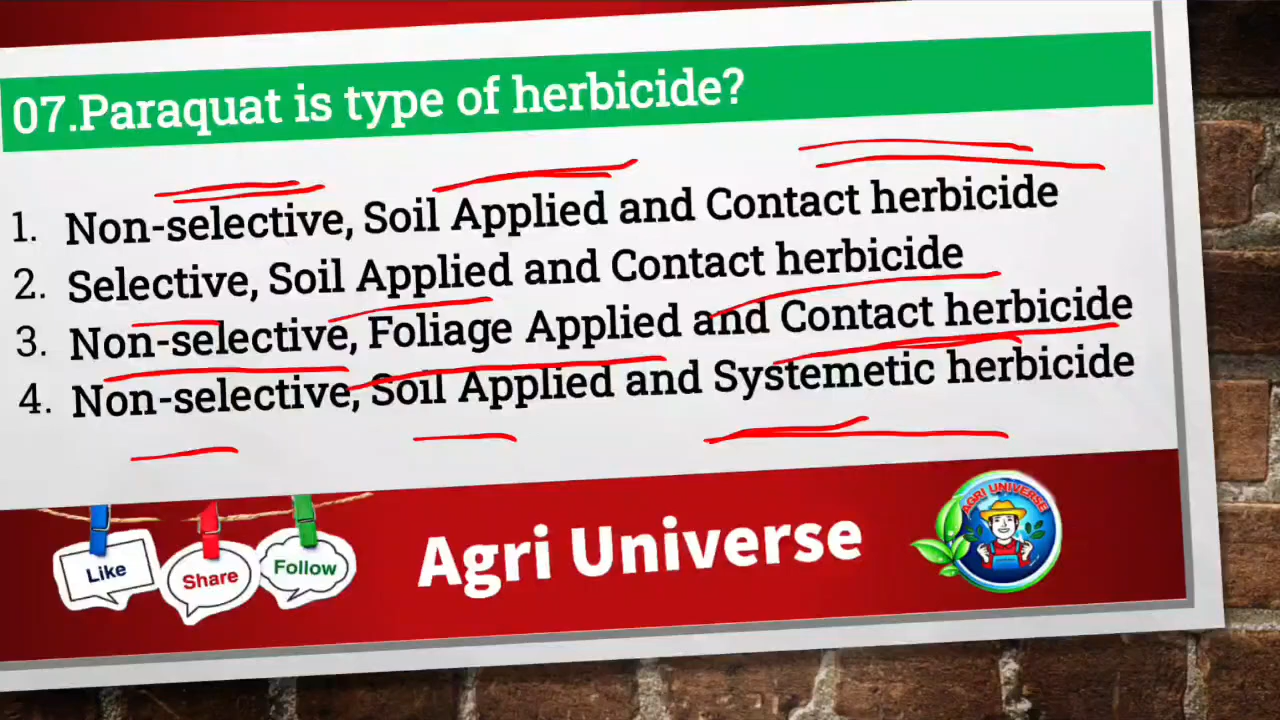 07.Paraquat is type of herbicide?
1. Non-selective, Soil Applied and Contact herbicide
2. Selective, Soil Applied and Contact herbicide
3. Non-selective, Foliage Applied and Contact herbicide
4. Non-selective, Soil Applied and Systemetic herbicide
Like
Share
Follow
Agri Universe
AGRI UNIVERSE